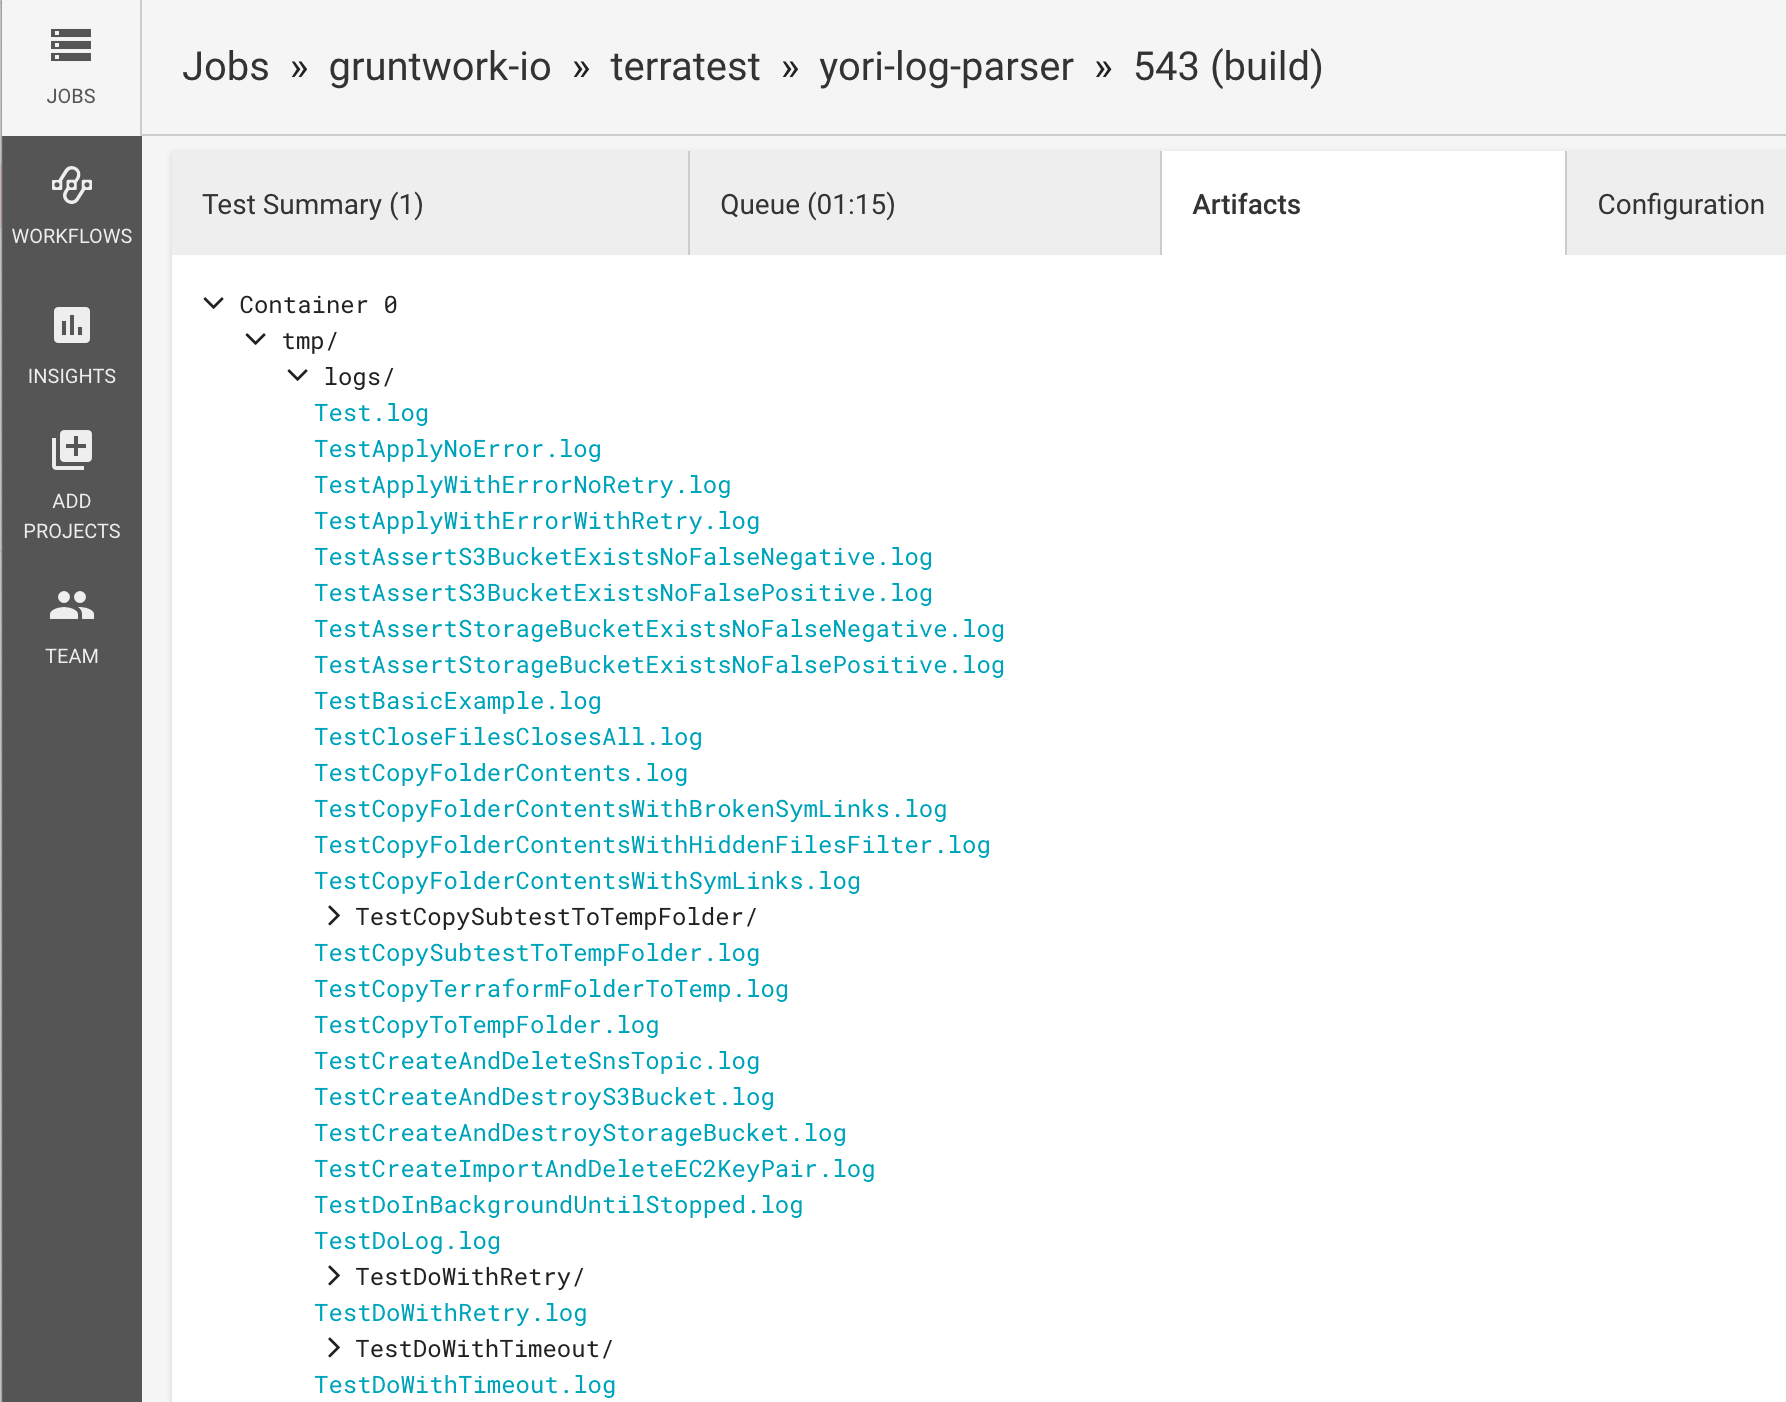 JOBS
Jobs » gruntwork-io » terratest » yori-log-parser » 543 (build)
WORKFLOWS
INSIGHTS
ADD
PROJECTS
TEAM
Test Summary (1)
Queue (01:15)
Artifacts
Configuration
Container 0
tmp/
logs/
Test.log
TestApplyNoError.log
TestApplyWithErrorNoRetry.log
TestApplyWithErrorWithRetry.log
TestAssertS3BucketExistsNoFalseNegative.log
TestAssertS3BucketExistsNoFalsePositive.log
TestAssertStorageBucketExistsNoFalseNegative.log
TestAssertStorageBucketExistsNoFalsePositive.log
TestBasicExample.log
TestCloseFilesClosesAll.log
TestCopyFolderContents.log
TestCopyFolderContentsWithBrokenSymLinks.log
TestCopyFolderContentsWithHiddenFilesFilter.log
TestCopyFolderContentsWithSymLinks.log
TestCopySubtestToTempFolder/
TestCopySubtestToTempFolder.log
TestCopyTerraformFolderToTemp.log
TestCopyToTempFolder.log
TestCreateAndDeleteSnsTopic.log
TestCreateAndDestroyS3Bucket.log
TestCreateAndDestroyStorageBucket.log
TestCreateImportAndDeleteEC2KeyPair.log
TestDoInBackgroundUntilStopped.log
TestDoLog.log
TestDoWithRetry/
TestDoWithRetry.log
TestDoWithTimeout/
TestDoWithTimeout.log